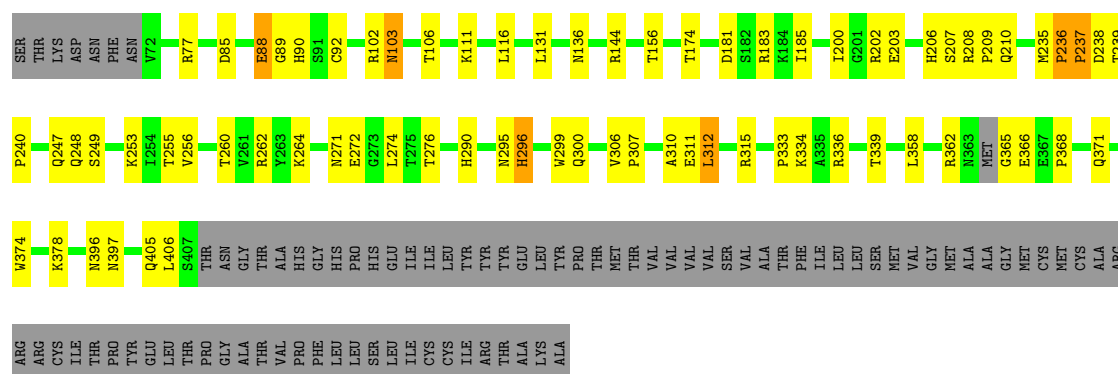 SER THR LYS ASP ASN PHE ASN V72 R77 D85 E88 G89 H90 S91 C92 R102 N103 T106 K111 L116 L131 N136 R144 T156 T174 D181 S182 R183 K184 I185 I200 G201 R202 E203 H206 S207 R208 P209 Q210 M235 P236 P237 D238 T239
P240 Q247 Q248 S249 K253 I254 T255 V256 T260 V261 R262 Y263 K264 N271 E272 G273 L274 T275 T276 H290 N295 H296 W299 Q300 V306 P307 A310 E311 L312 R315 P333 K334 A335 R336 T339 L358 R362 N363 MET G365 E366 E367 P368 Q371
W374 K378 N396 N397 Q405 L406 S407 THR ASN GLY THR THR ALA HIS GLY HIS PRO HIS GLU ILE ILE LEU TYR TYR TYR GLU LEU TYR PRO THR MET THR VAL VAL VAL GLU VAL SER VAL ALA THR PHE ILE LEU LEU SER MET VAL GLY MET ALA ALA GLY MET CYS MET CYS ALA ARG
ARG ARG CYS ILE THR PRO TYR GLU LEU THR PRO GLY ALA THR VAL PRO PHE LEU LEU SER LEU ILE CYS CYS ILE ARG THR ALA LYS ALA